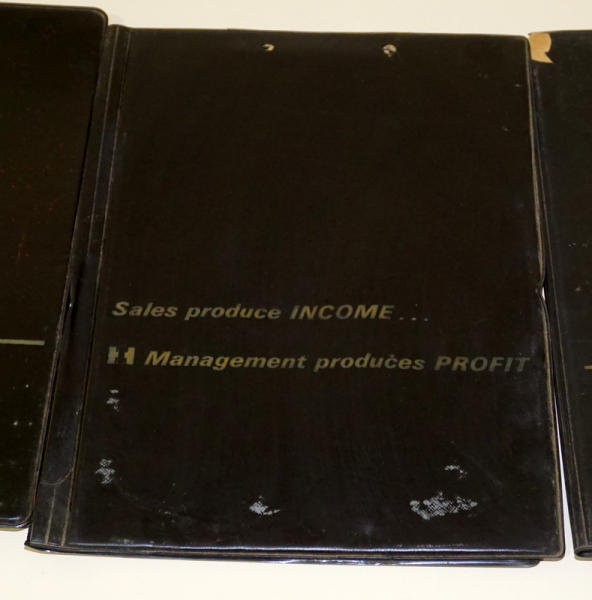 Sales produce INCOME...
Management produces PROFIT